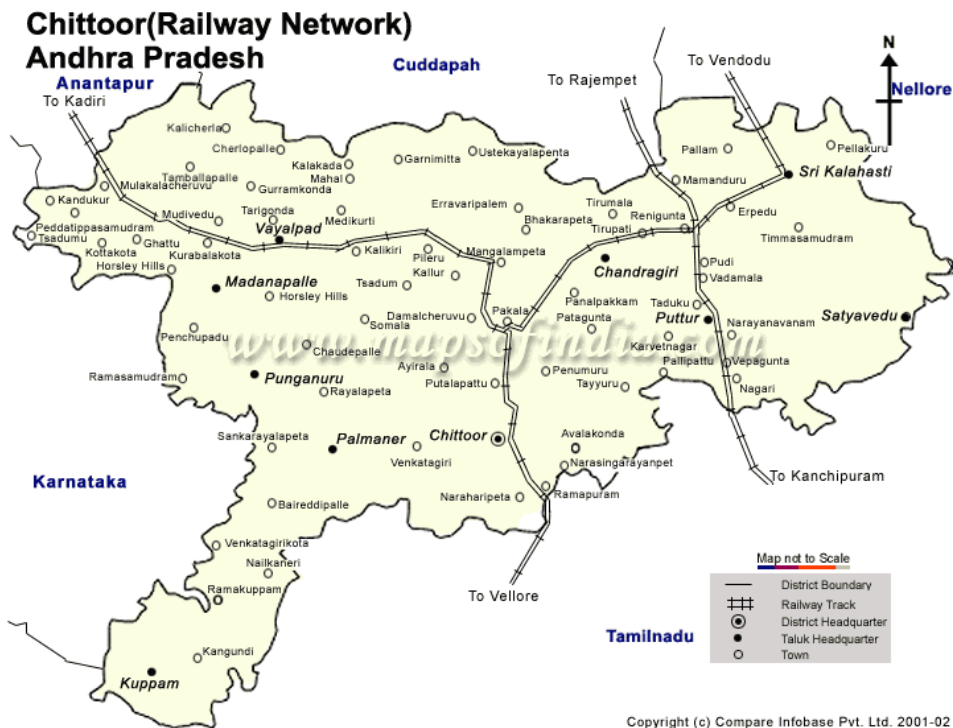 Chittoor(Railway Network)
Andhra Pradesh
Cuddapah
Anantapur
To Kadiri
To Rajempet
To Vendodu
N
Nellore
Kalicherla
Cherlopalle
Kalakada
Mahal
Garnimitta
Ustekayalapenta
Pallam
Pellakuru
Tamballapalle
Mulakalacheruvu
Gurramkonda
Mamanduru
Sri Kalahasti
Kandukur
Peddatippasamudram
Tsadumu
Mudivedu
Tarigonda
Vayalpad
Medikurti
Erravaripalem
Bhakarapeta
Tirumala
Renigunta
Tirupati
Erpedu
Timmasamudram
Kottakota
Ghattu
Kurabalakota
Horsley Hills
Kalikiri
Pileru
Kallur
Mangalampeta
Chandragiri
Pudi
Vadamala
Madanapalle
Horsley Hills
Tsadum
Panalpakkam
Taduku
Puttur
Satyavedu
Penchupadu
Somala
Damalcheruvu
Pakala
Patagunta
Karvetnagar
Narayanavanam
www.mapsofindia.com
Chaudepalle
Ayirala
Putalapattu
Penumuru
Tayyuru
Pallipattu
Vepagunta
Nagari
Ramasamudram
Punganuru
Rayalapeta
Sankarayalapeta
Palmaner
Chittoor
Venkatagiri
Avalakonda
Narasingarayanpet
Karnataka
To Kanchipuram
Baireddipalle
Naraharipeta
Ramapuram
Venkatagirikota
Nailkaneri
Ramakuppam
To Vellore
Kangundi
Kuppam
Tamilnadu
Map not to Scale
District Boundary
Railway Track
District Headquarter
Taluk Headquarter
Town
Copyright (c) Compare Infobase Pvt. Ltd. 2001-02